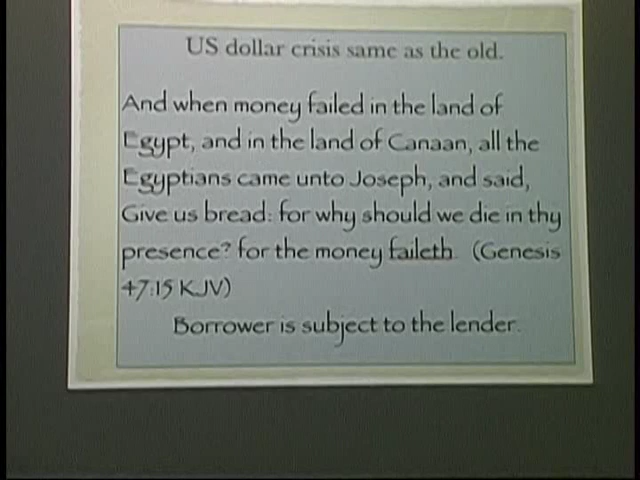 US dollar crisis same as the old.
And when money failed in the land of
Egypt, and in the land of Canaan, all the
Egyptians came unto Joseph, and said,
Give us bread: for why should we die in thy
presence? for the money faileth. (Genesis
47:15 KJV)
Borrower is subject to the lender.